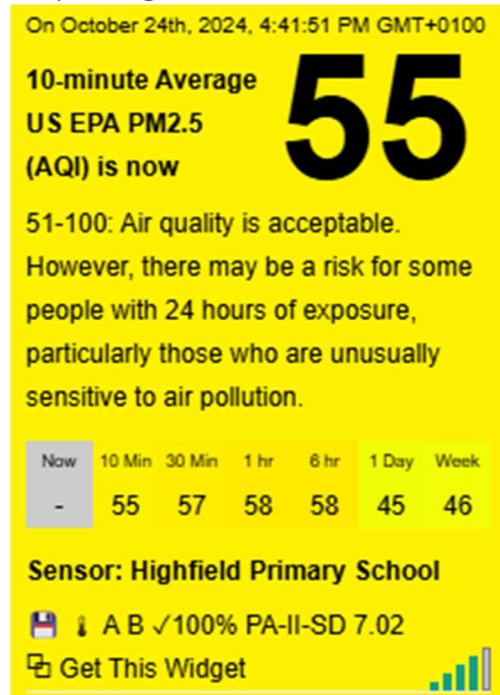 On October 24th, 2024, 4:41:51 PM GMT+0100
10-minute Average
US EPA PM2.5
(AQI) is now
55
51-100: Air quality is acceptable.
However, there may be a risk for some
people with 24 hours of exposure,
particularly those who are unusually
sensitive to air pollution.
Now 10 Min 30 Min 1 hr 6 hr 1 Day Week
- 55 57 58 58 45 46
Sensor: Highfield Primary School
A B ✓100% PA-II-SD 7.02
Get This Widget